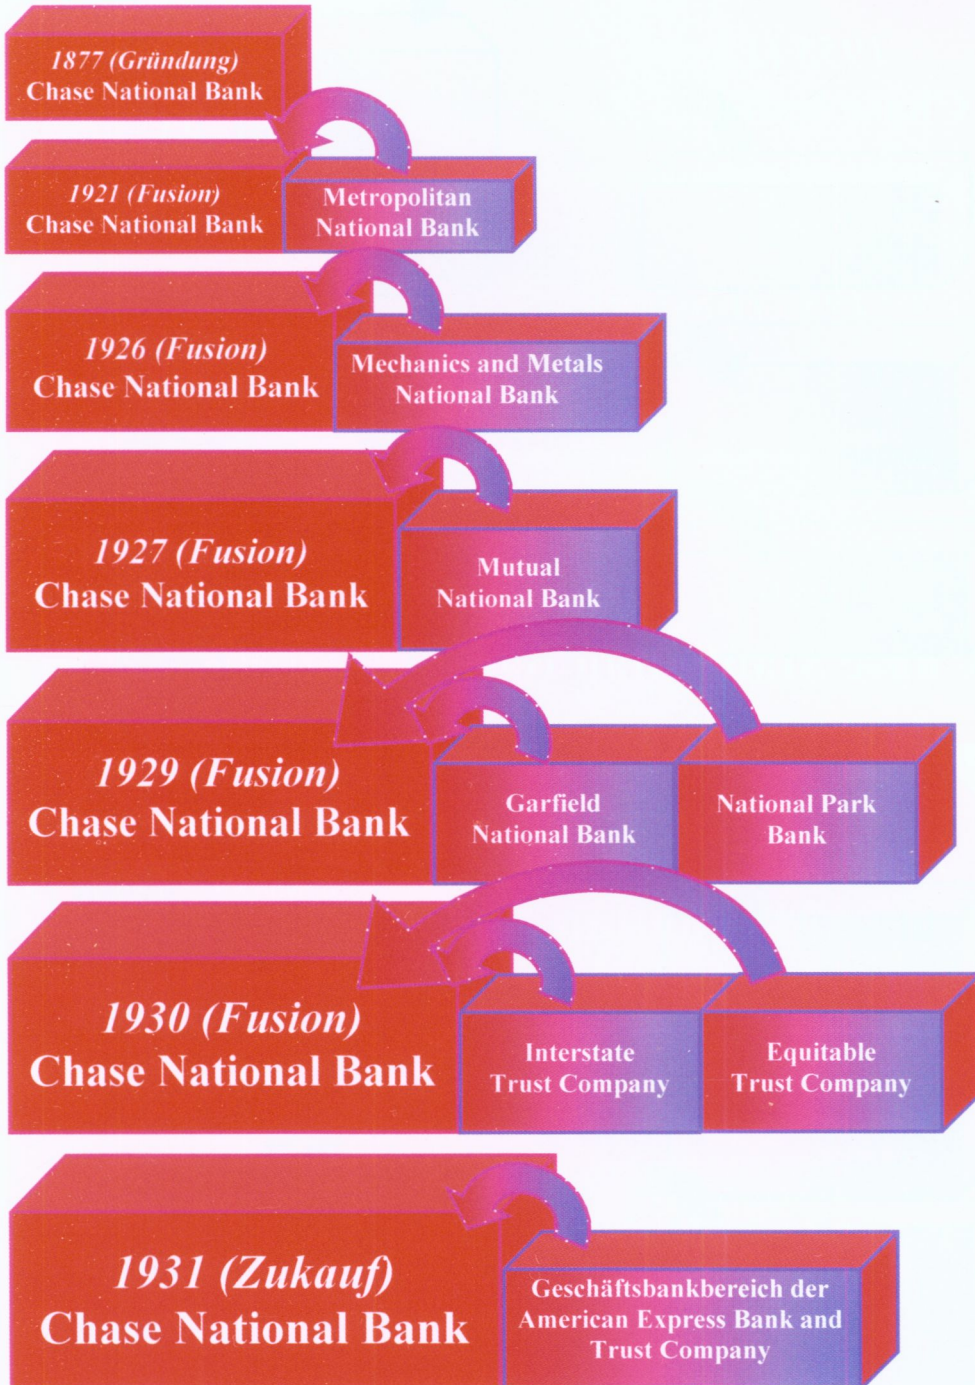 1877 (Gründung)
Chase National Bank
1921 (Fusion)
Chase National Bank
Metropolitan
National Bank
1926 (Fusion)
Chase National Bank
Mechanics and Metals
National Bank
1927 (Fusion)
Chase National Bank
Mutual
National Bank
1929 (Fusion)
Chase National Bank
Garfield
National Bank
National Park
Bank
1930 (Fusion)
Chase National Bank
Interstate
Trust Company
Equitable
Trust Company
1931 (Zukauf)
Chase National Bank
Geschäftsbankbereich der
American Express Bank and
Trust Company